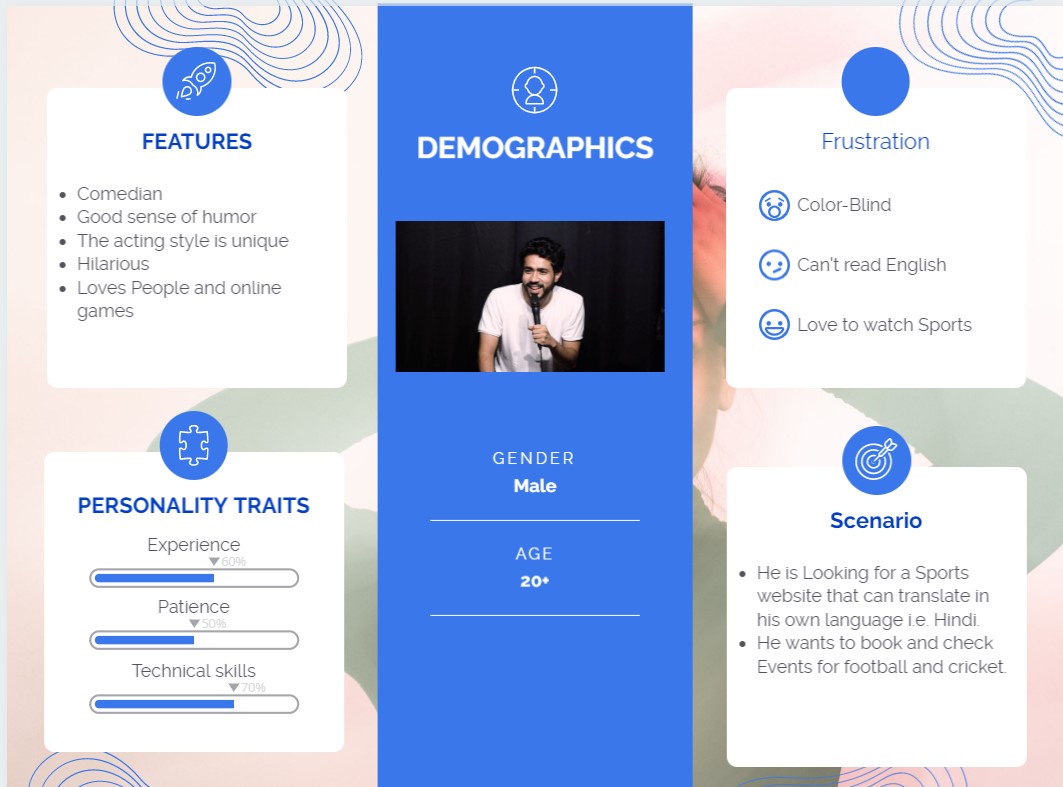 FEATURES
Comedian
Good sense of humor
The acting style is unique
Hilarious
Loves People and online
games
PERSONALITY TRAITS
Experience
60%
Patience
50%
Technical skills
70%
DEMOGRAPHICS
GENDER
Male
AGE
20+
Frustration
Color-Blind
Can't read English
Love to watch Sports
Scenario
He is Looking for a Sports
website that can translate in
his own language i.e. Hindi.
He wants to book and check
Events for football and cricket.